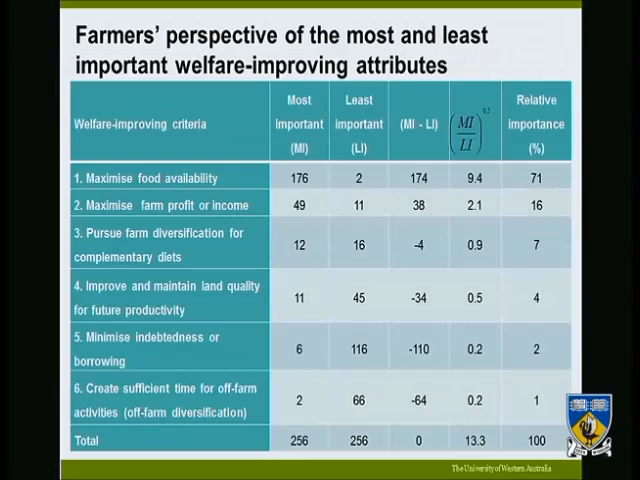 Farmers' perspective of the most and least
important welfare-improving attributes
Welfare-improving criteria | Most important (MI) | Least important (LI) | (MI - LI) | (MI/LI)^0.5 | Relative importance (%)
1. Maximise food availability | 176 | 2 | 174 | 9.4 | 71
2. Maximise farm profit or income | 49 | 11 | 38 | 2.1 | 16
3. Pursue farm diversification for complementary diets | 12 | 16 | -4 | 0.9 | 7
4. Improve and maintain land quality for future productivity | 11 | 45 | -34 | 0.5 | 4
5. Minimise indebtedness or borrowing | 6 | 116 | -110 | 0.2 | 2
6. Create sufficient time for off-farm activities (off-farm diversification) | 2 | 66 | -64 | 0.2 | 1
Total | 256 | 256 | 0 | 13.3 | 100
The University of Western Australia